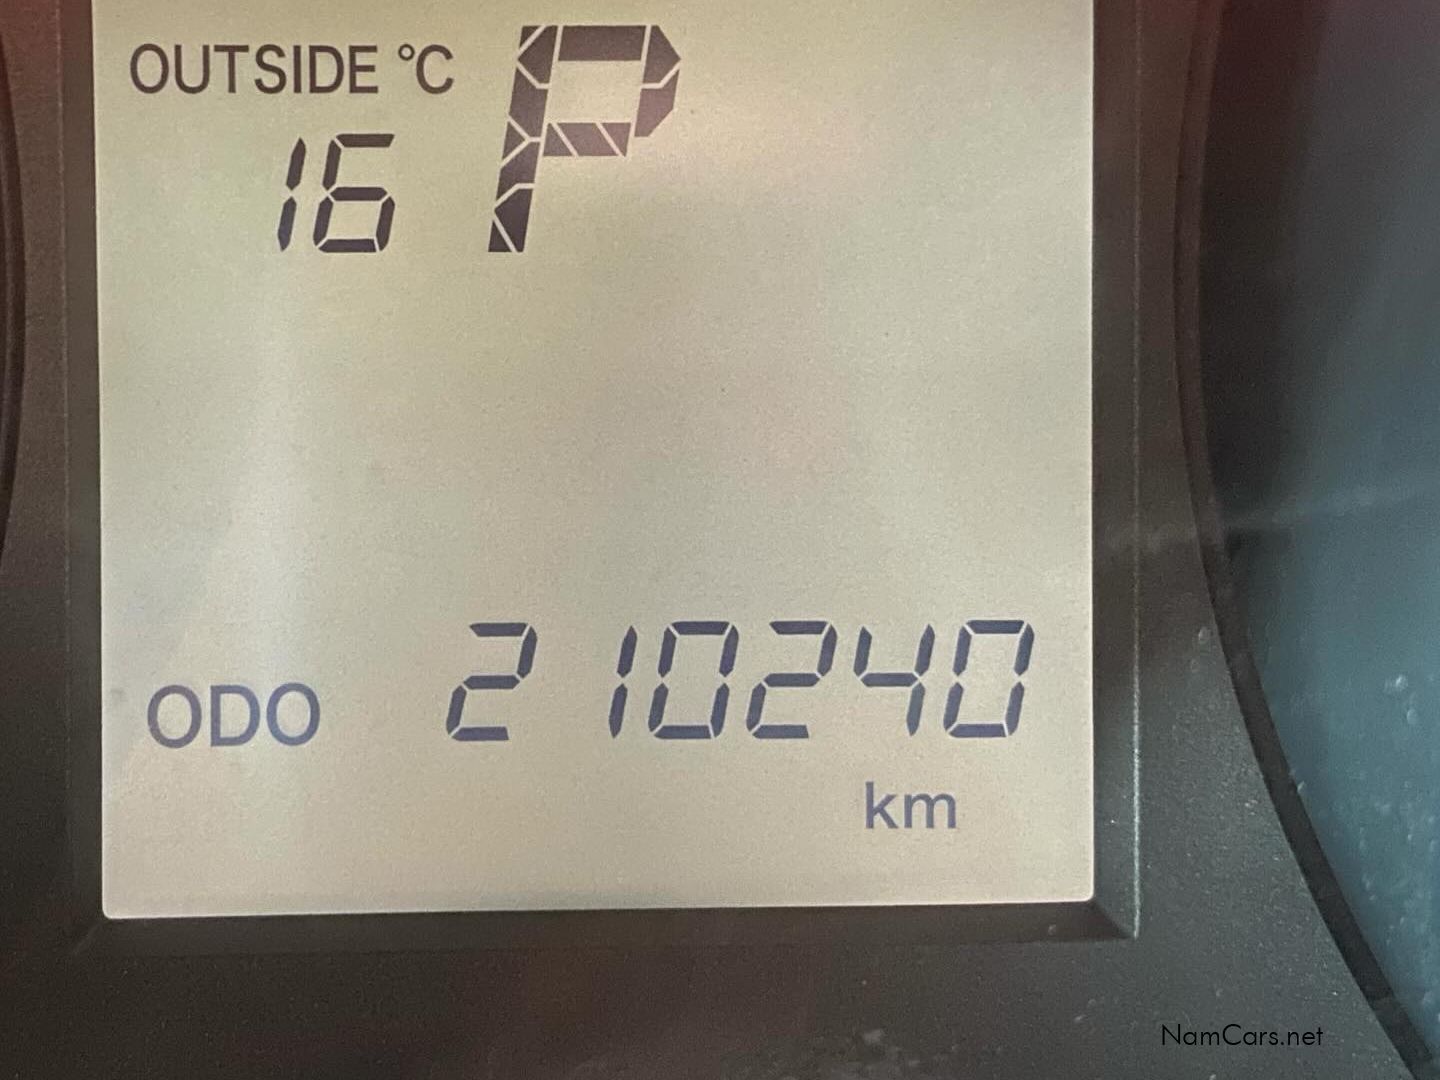 OUTSIDE °C P
16
ODO 210240
km
NamCars.net